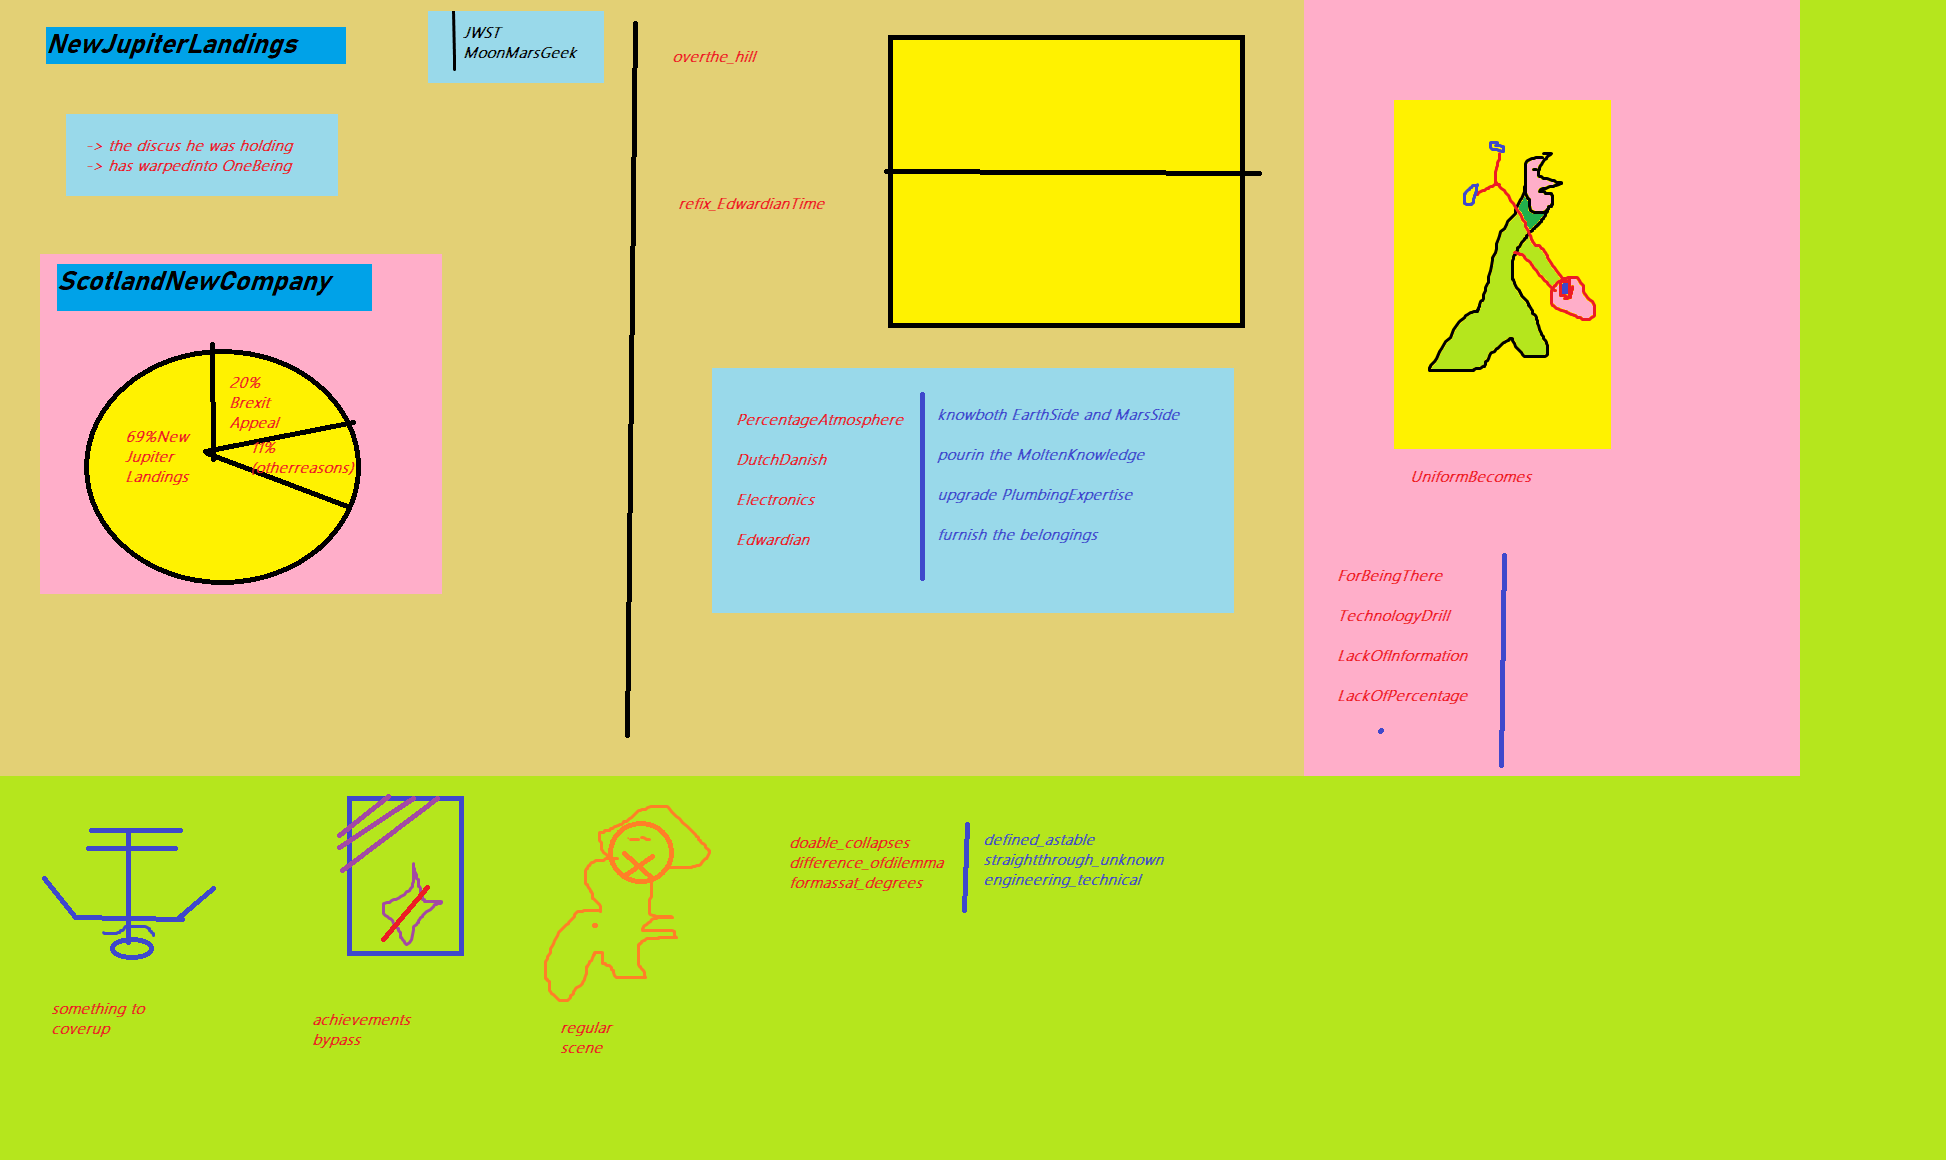 NewJupiterLandings
JWST
MoonMarsGeek
-> the discus he was holding
-> has warpedinto OneBeing
ScotlandNewCompany
20%
Brexit
Appeal
69%New
Jupiter
Landings
11%
(otherreasons)
overthe_hill
refix_EdwardianTime
PercentageAtmosphere
DutchDanish
Electronics
Edwardian
knowboth EarthSide and MarsSide
pourin the MoltenKnowledge
upgrade PlumbingExpertise
furnish the belongings
UniformBecomes
ForBeingThere
TechnologyDrill
LackOfInformation
LackOfPercentage
something to
coverup
achievements
bypass
regular
scene
doable_collapses
difference_ofdilemma
formassat_degrees
defined_astable
straightthrough_unknown
engineering_technical